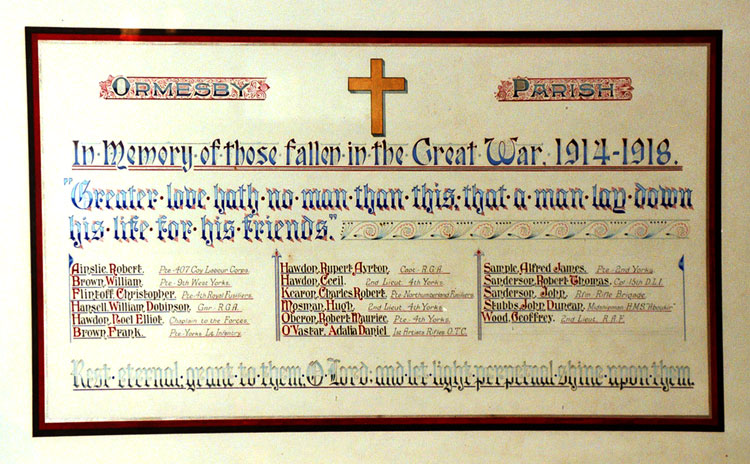 ORMESBY PARISH
In Memory of those fallen in the Great War. 1914-1918.
"Greater love hath no man than this, that a man lay down
his life for his friends."
Ainslie, Robert. Pte - 407 Coy Labour Corps.
Brown, William. Pte - 9th West Yorks.
Flintoff, Christopher. Pte - 4th Royal Fusiliers.
Hansell, William Dobinson. Gnr - R.G.A.
Hawdon, Noel Elliot. Chaplain to the Forces.
Brown, Frank. Pte - Yorks L.I. Infantry.
Hawdon, Rupert Ayrton. Capt - R.G.A.
Hawdon, Cecil. 2nd Lieut. 4th Yorks.
Kearon, Charles Robert. Pte Northumberland Fusiliers.
Mosman, Hugh. 2nd Lieut. 4th Yorks.
Oberon, Robert Maurice. Pte - 4th Yorks.
O'Vastar, Adalia Daniel. 1st Artists Rifles O.T.C.
Sample, Alfred James. Pte - 2nd Yorks.
Sanderson, Robert Thomas. Cpl - 15th D.L.I.
Sanderson, John. Rfn - Rifle Brigade.
Stubbs, John Duncan. Midshipman H.M.S. "Aboukir"
Wood, Geoffrey. 2nd Lieut. R.A.F.
Rest eternal grant to them, O Lord and let light perpetual shine upon them.